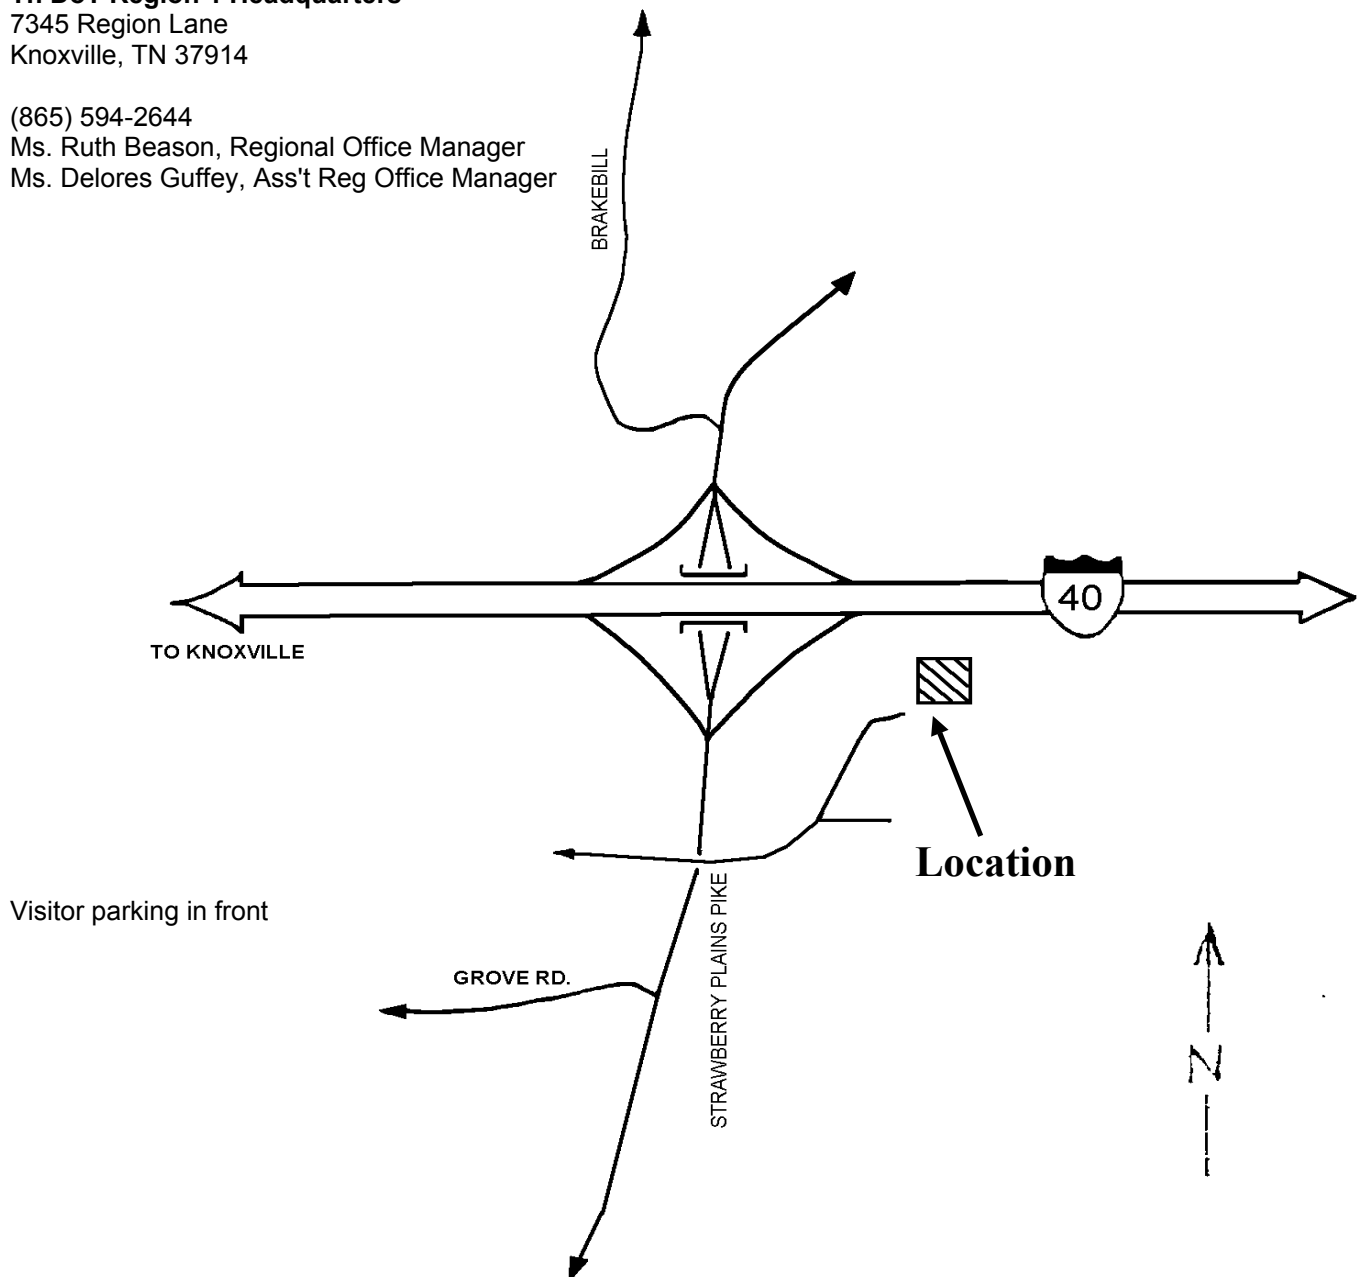 7345 Region Lane
Knoxville, TN 37914
(865) 594-2644
Ms. Ruth Beason, Regional Office Manager
Ms. Delores Guffey, Ass't Reg Office Manager
BRAKEBILL
40
TO KNOXVILLE
Location
Visitor parking in front
STRAWBERRY PLAINS PIKE
GROVE RD.
N